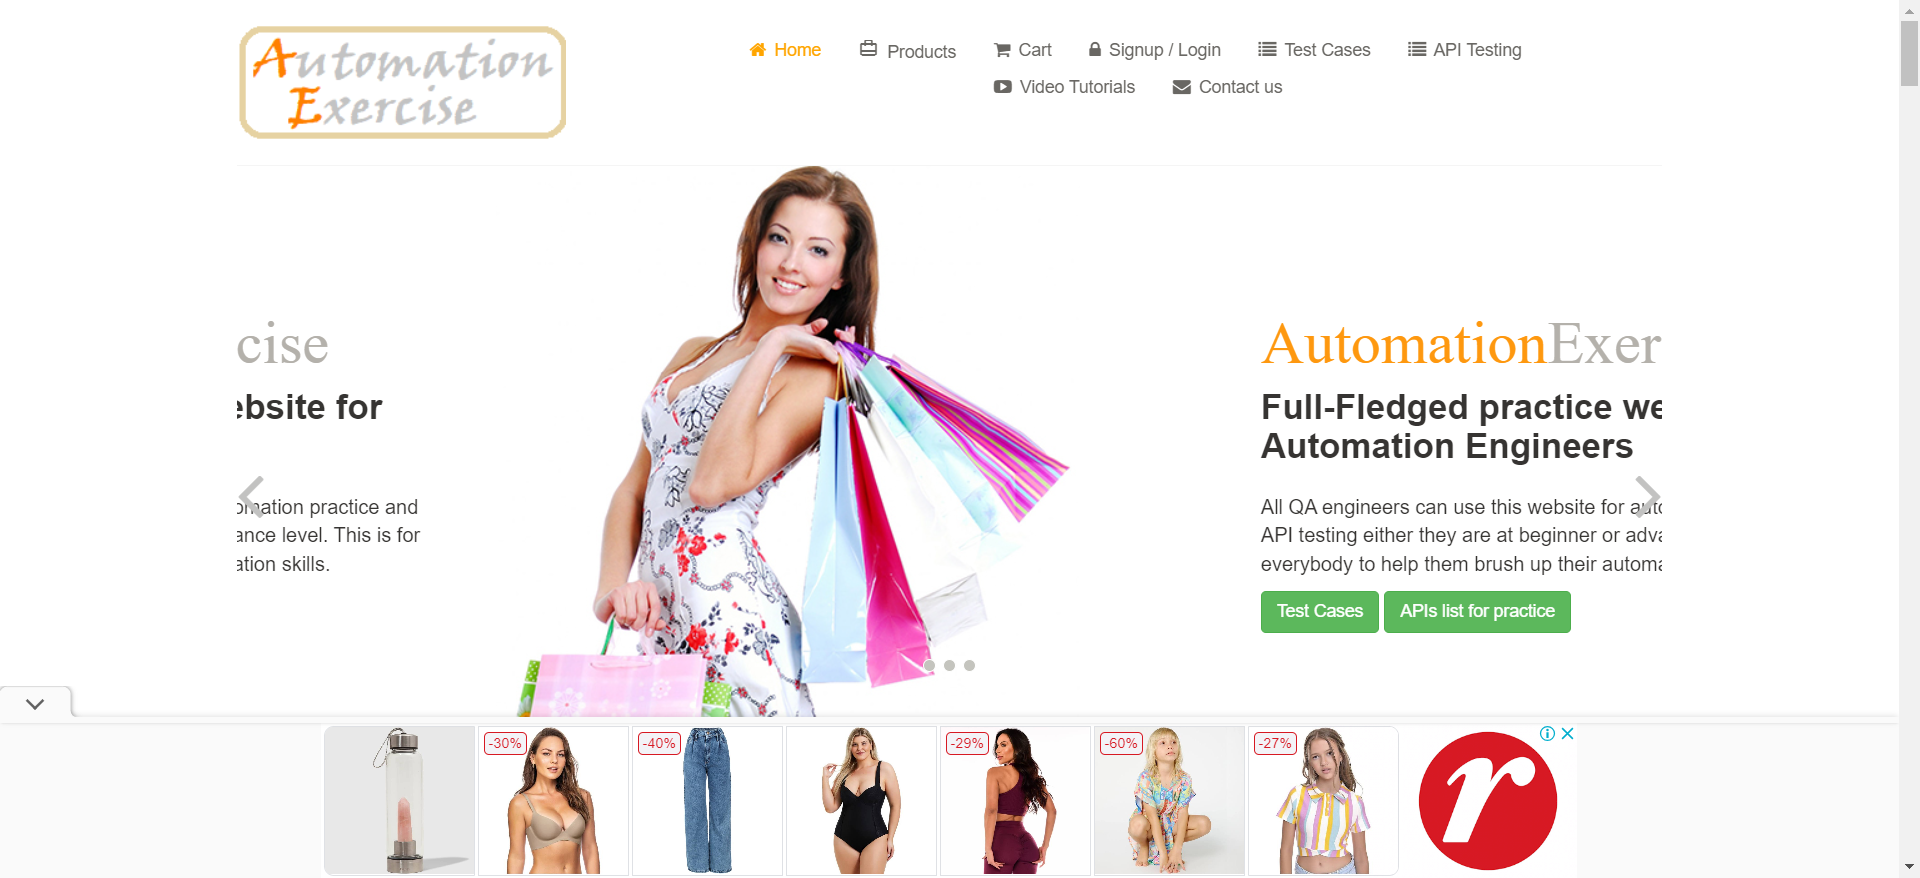 Automation
Exercise
Home
Products
Cart
Signup / Login
Test Cases
API Testing
Video Tutorials
Contact us
cise
ebsite for
omation practice and
ance level. This is for
ation skills.
AutomationExer
Full-Fledged practice we
Automation Engineers
All QA engineers can use this website for auto
API testing either they are at beginner or adva
everybody to help them brush up their automa
Test Cases
APIs list for practice
-30%
-40%
-29%
-60%
-27%
r